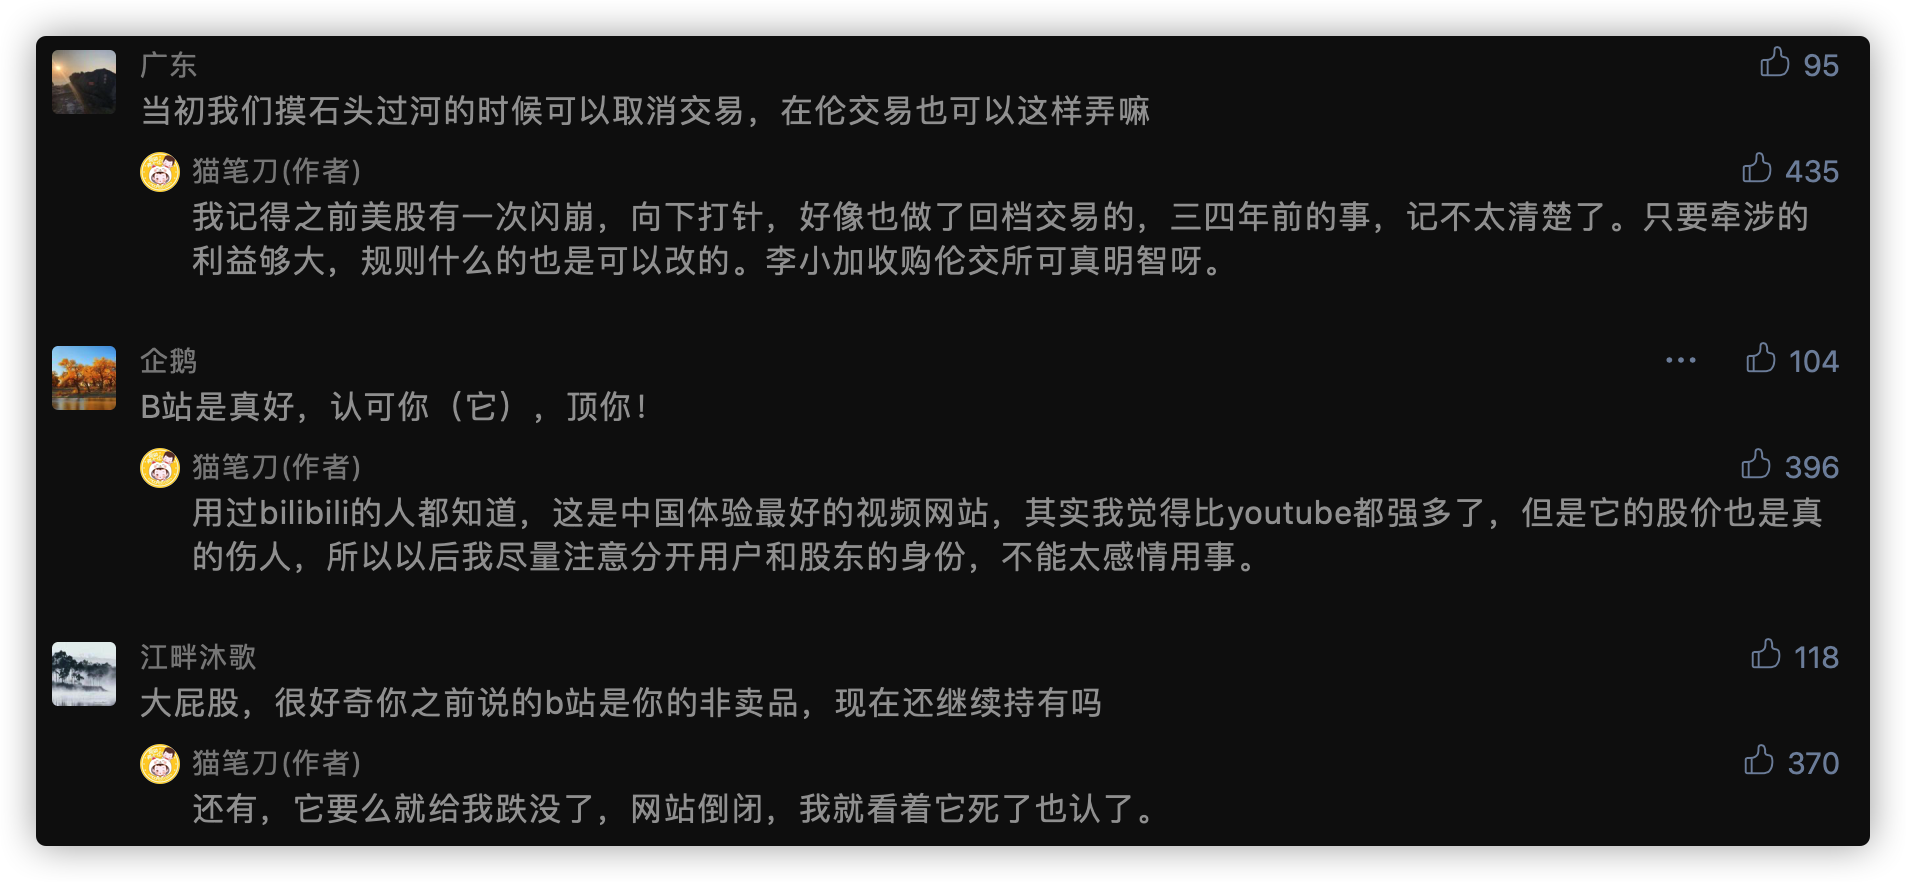 广东
95
当初我们摸石头过河的时候可以取消交易，在伦交易也可以这样弄嘛
猫笔刀(作者)
435
我记得之前美股有一次闪崩，向下打针，好像也做了回档交易的，三四年前的事，记不太清楚了。只要牵涉的
利益够大，规则什么的也是可以改的。李小加收购伦交所可真明智呀。
企鹅
104
B站是真好，认可你（它），顶你！
猫笔刀(作者)
396
用过bilibili的人都知道，这是中国体验最好的视频网站，其实我觉得比youtube都强多了，但是它的股价也是真
的伤人，所以以后我尽量注意分开用户和股东的身份，不能太感情用事。
江畔沐歌
118
大屁股，很好奇你之前说的b站是你的非卖品，现在还继续持有吗
猫笔刀(作者)
370
还有，它要么就给我跌没了，网站倒闭，我就看着它死了也认了。